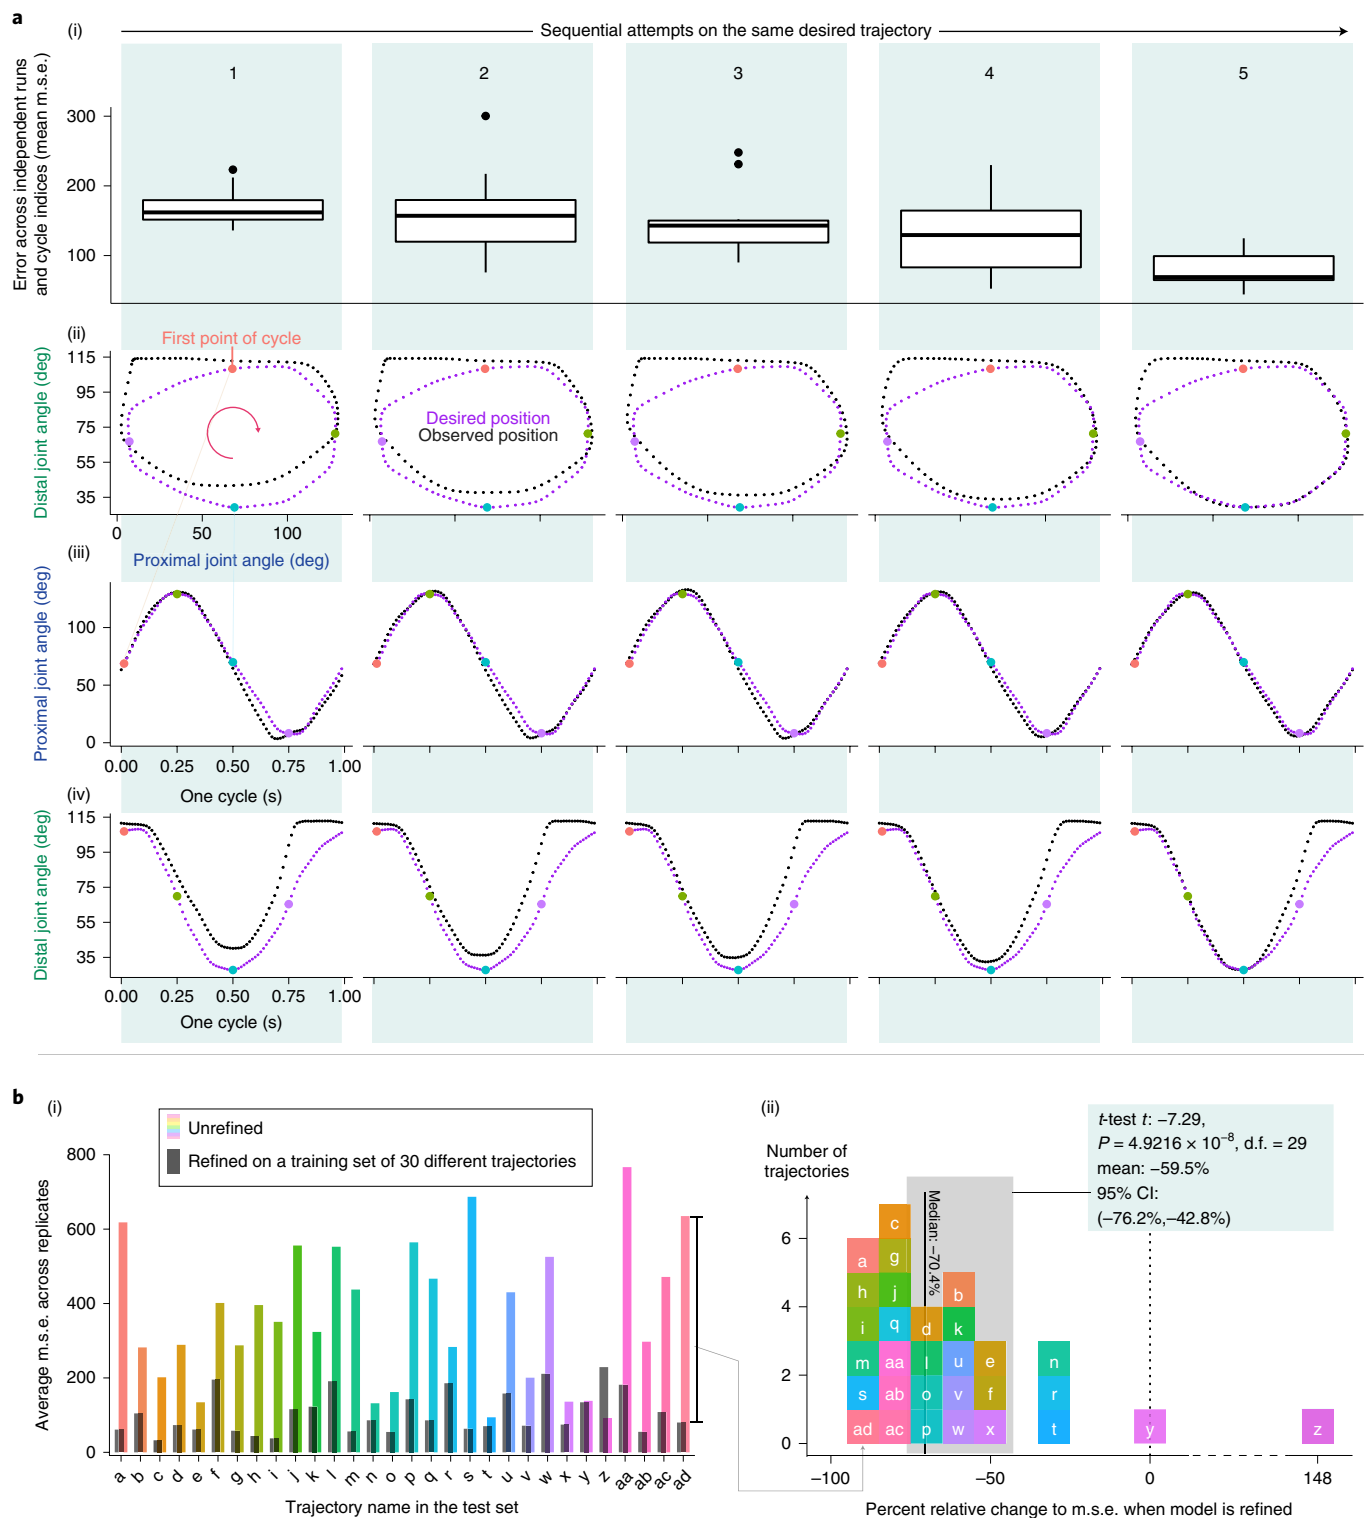 a
(i)
Sequential attempts on the same desired trajectory
1
2
3
4
5
Error across independent runs
and cycle indices (mean m.s.e.)
300
200
100
(ii)
First point of cycle
Distal joint angle (deg)
115
95
75
55
35
Desired position
Observed position
0
50
100
Proximal joint angle (deg)
(iii)
Proximal joint angle (deg)
100
50
0
0.00
0.25
0.50
0.75
1.00
One cycle (s)
(iv)
Distal joint angle (deg)
115
95
75
55
35
0.00
0.25
0.50
0.75
1.00
One cycle (s)
b
(i)
Unrefined
Refined on a training set of 30 different trajectories
Average m.s.e. across replicates
800
600
400
200
0
a b c d e f g h i j k l m n o p q r s t u v w x y z aa ab ac ad
Trajectory name in the test set
(ii)
Number of
trajectories
t-test t: −7.29,
P = 4.9216 × 10⁻⁸, d.f. = 29
mean: −59.5%
95% CI:
(−76.2%,−42.8%)
Median: −70.4%
6
4
2
0
c
a g
h j b
i q d k
m aa l u e n
s ab o v f r
ad ac p w x t y z
−100
−50
0
148
Percent relative change to m.s.e. when model is refined